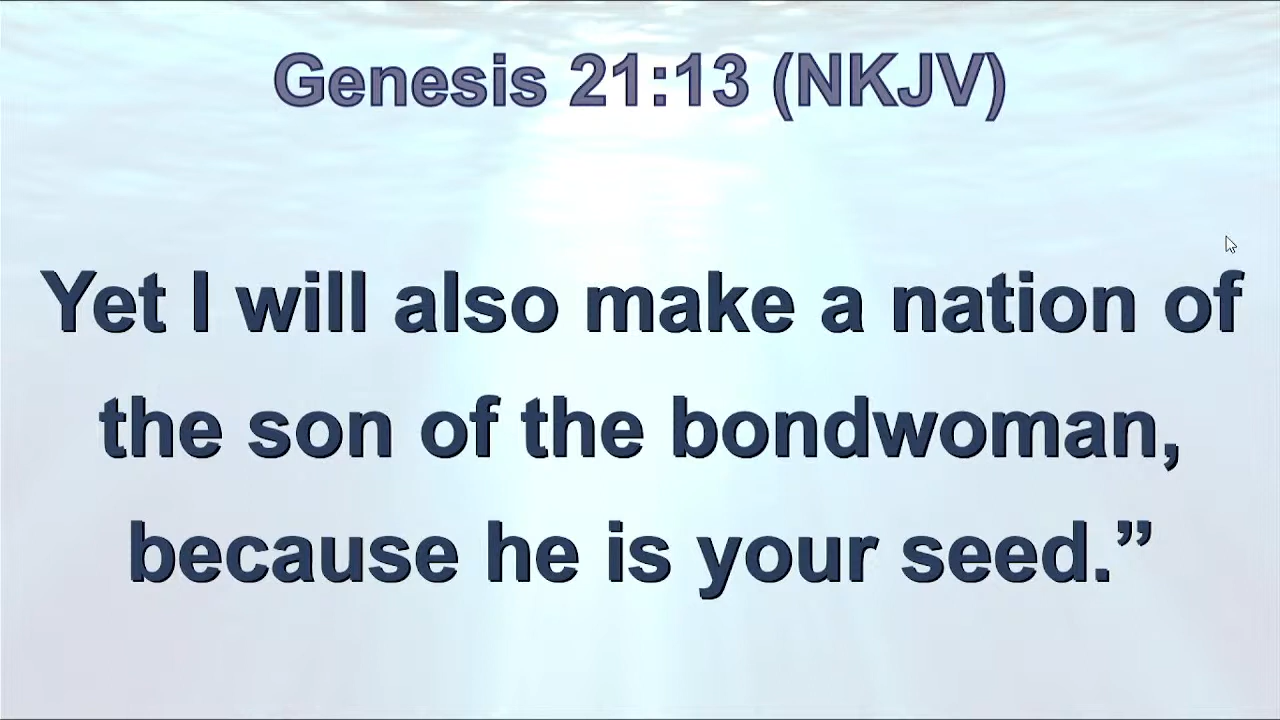 Genesis 21:13 (NKJV)
Yet I will also make a nation of
the son of the bondwoman,
because he is your seed.”